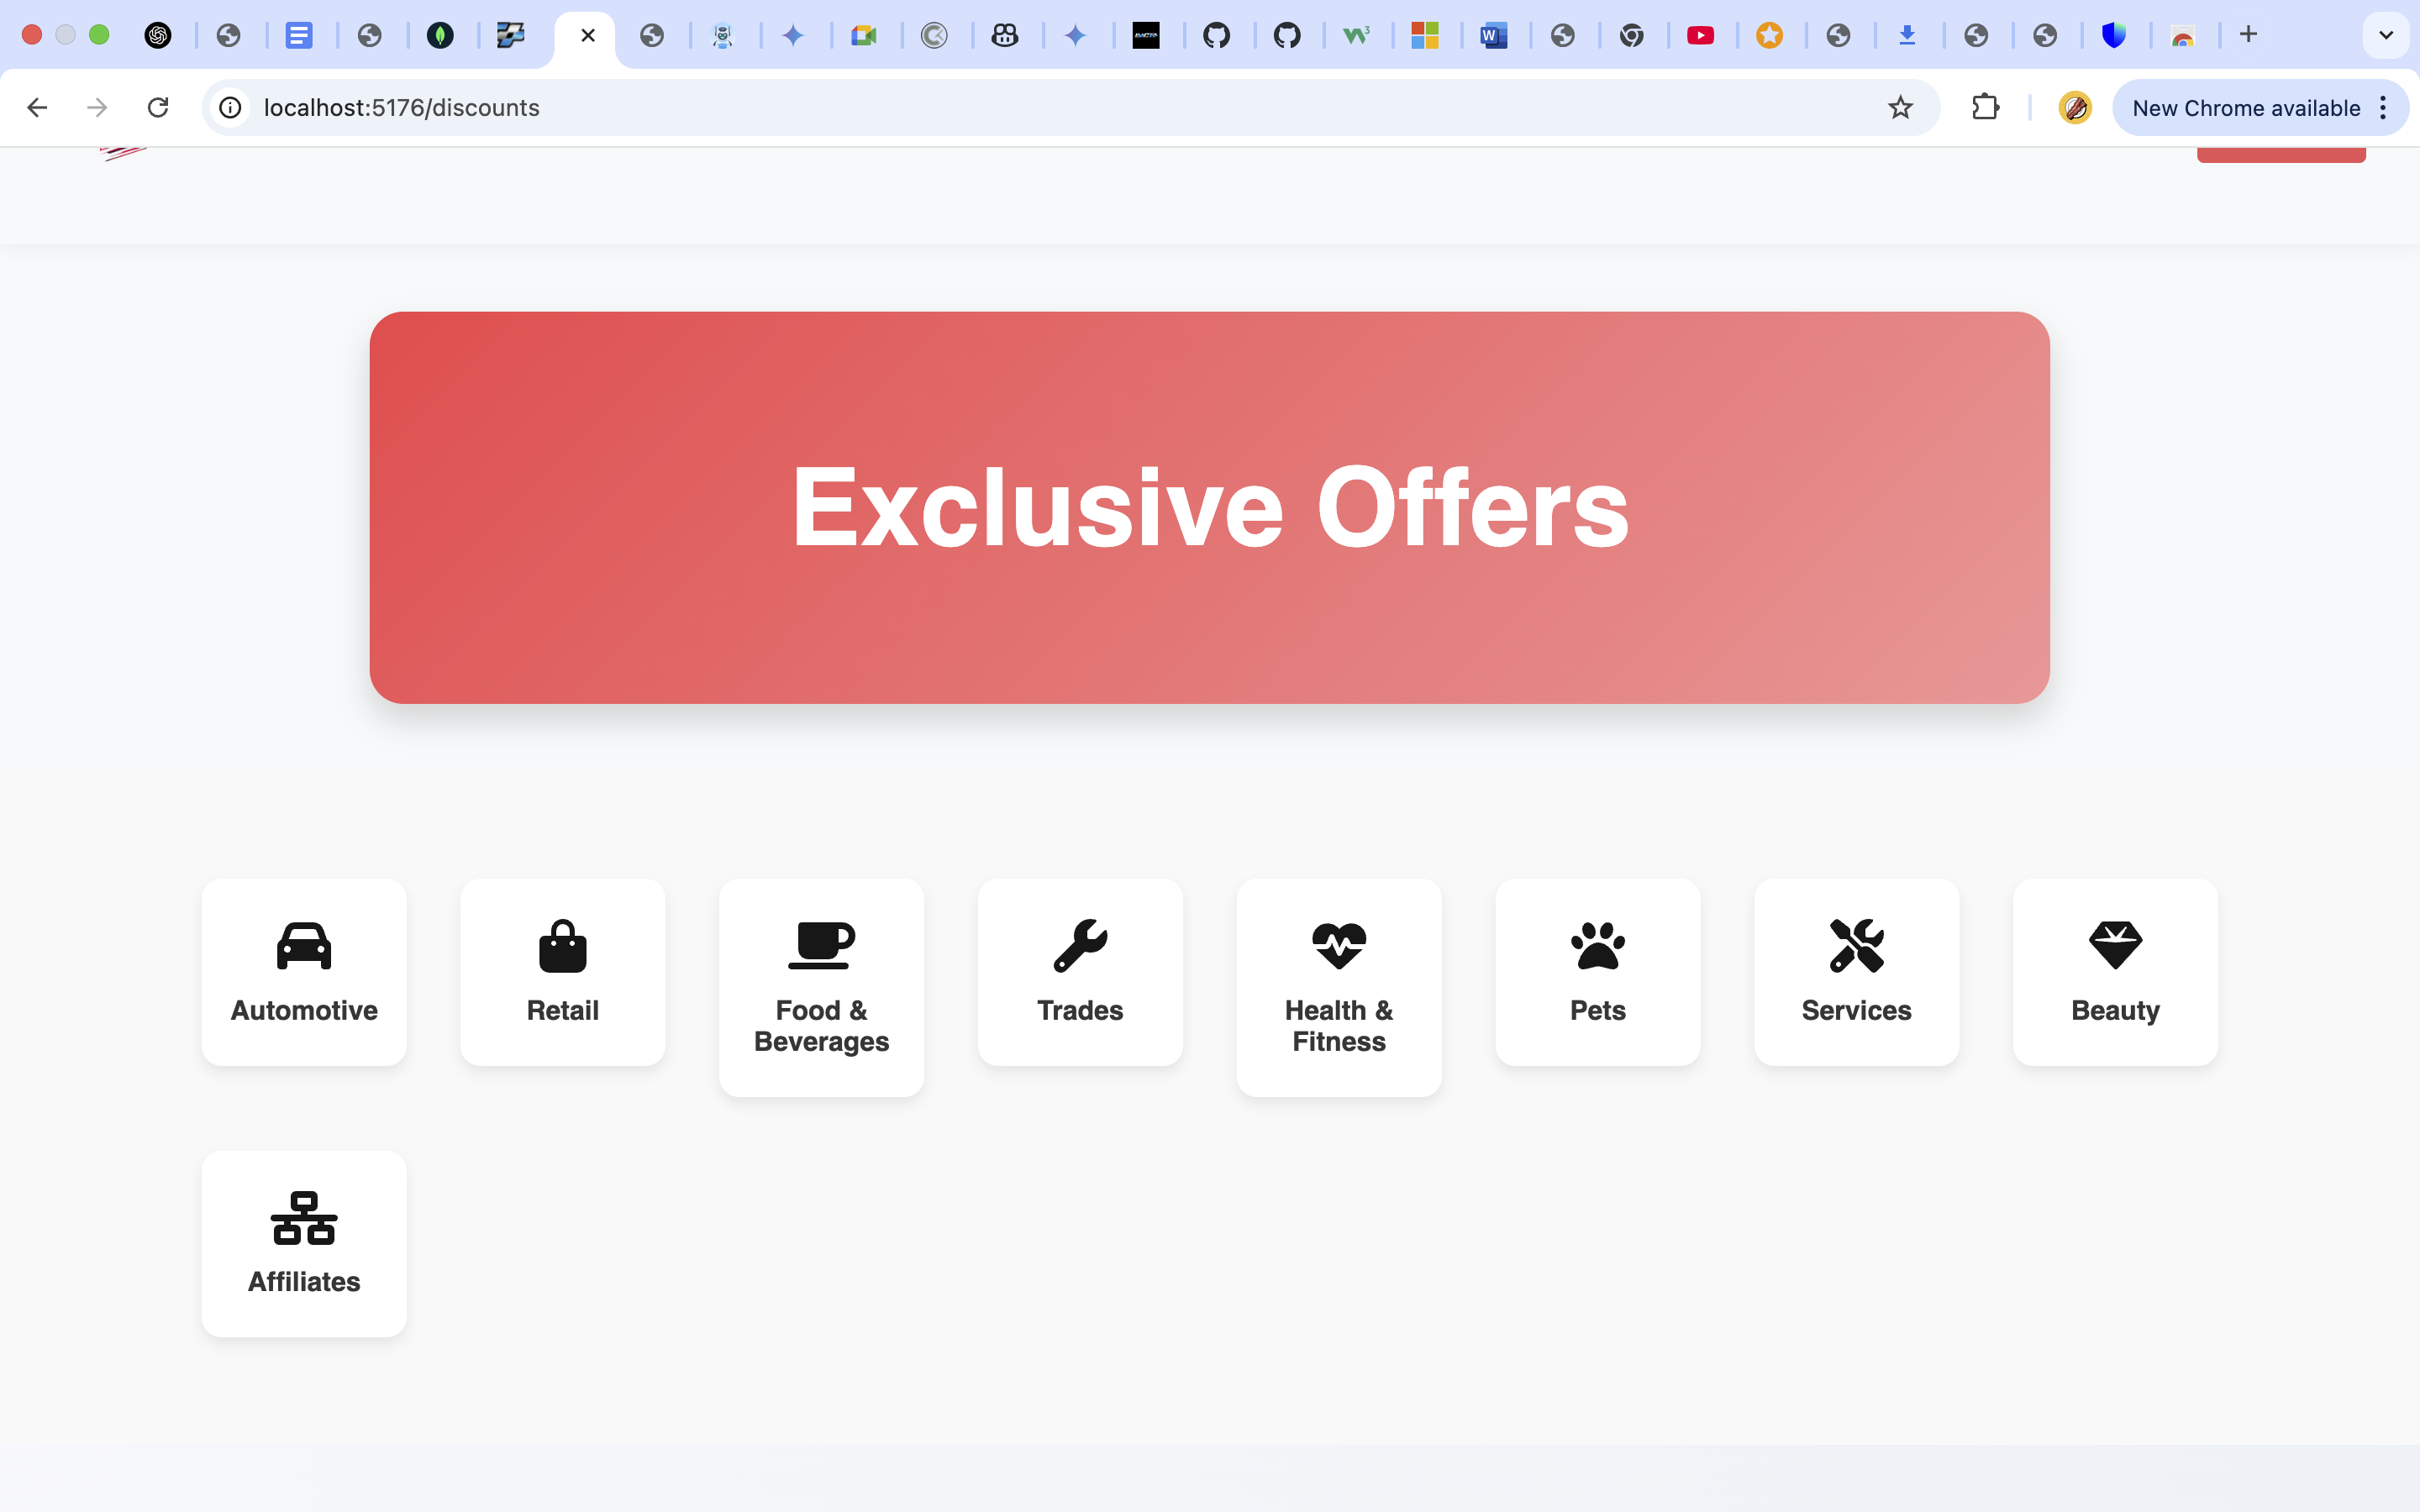 localhost:5176/discounts
New Chrome available
Exclusive Offers
Automotive
Retail
Food &
Beverages
Trades
Health &
Fitness
Pets
Services
Beauty
Affiliates